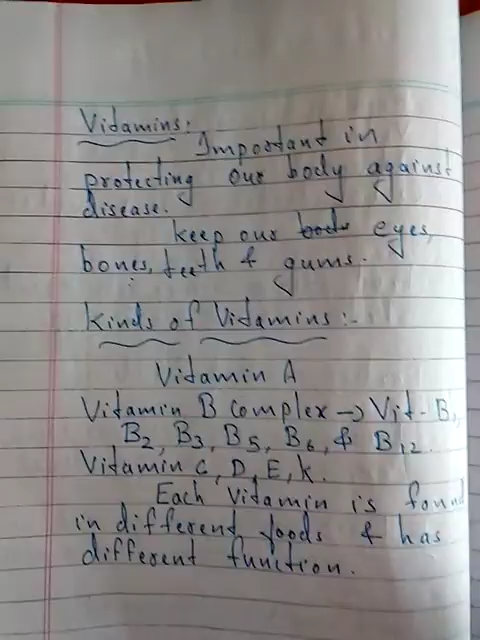 Vitamins:
Important in
protecting our body against
disease.
keep our eyes,
bones, teeth & gums.
Kinds of Vitamins:-
Vitamin A
Vitamin B complex → Vit-B1,
B2, B3, B5, B6, & B12.
Vitamin C, D, E, K.
Each Vitamin is found
in different foods & has
different function.